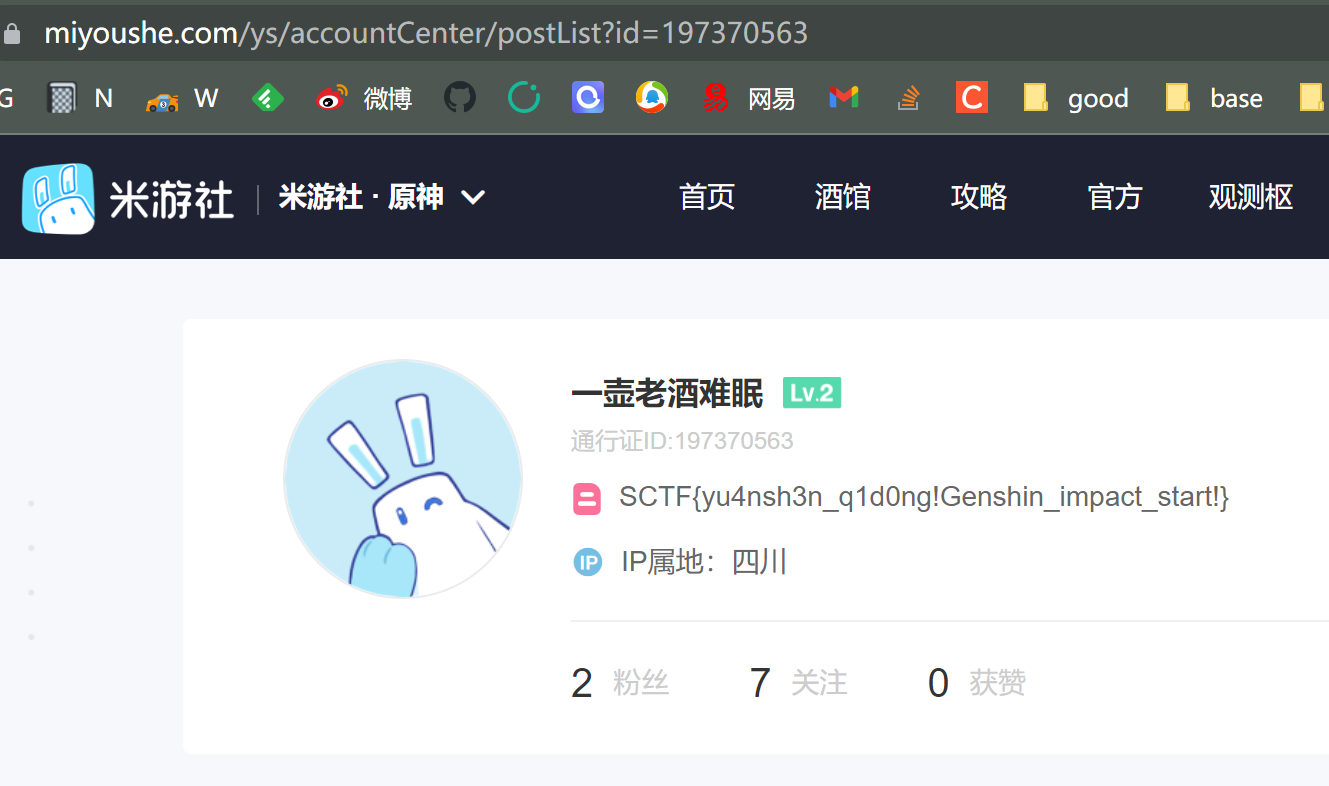 miyoushe.com/ys/accountCenter/postList?id=197370563
G N W 微博 网易 C good base
米游社 米游社 · 原神 首页 酒馆 攻略 官方 观测枢
一壶老酒难眠 Lv.2
通行证ID:197370563
SCTF{yu4nsh3n_q1d0ng!Genshin_impact_start!}
IP IP属地：四川
2 粉丝 7 关注 0 获赞